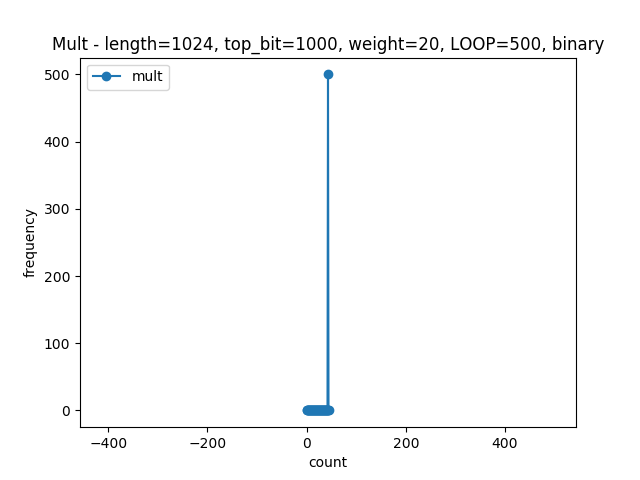 Mult - length=1024, top_bit=1000, weight=20, LOOP=500, binary
mult
frequency
500
400
300
200
100
0
−400
−200
0
200
400
count